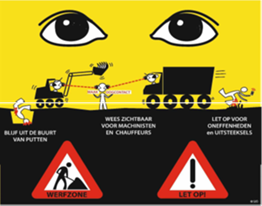 BLIJF UIT DE BUURT
VAN PUTTEN
WEES ZICHTBAAR
VOOR MACHINISTEN
EN CHAUFFEURS
LET OP VOOR
ONEFFENHEDEN
en UITSTEEKSELS
WERFZONE
LET OP!